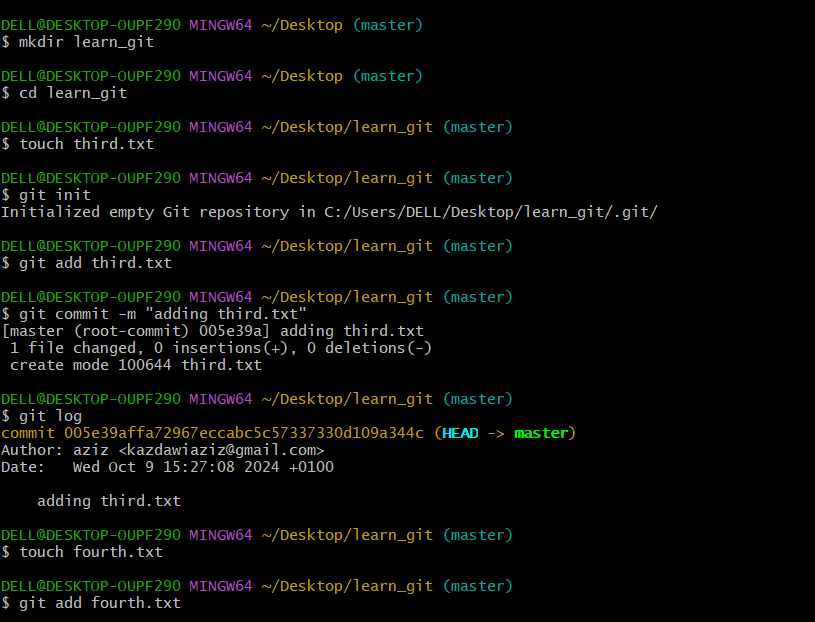 DELL@DESKTOP-OUPF290 MINGW64 ~/Desktop (master)
$ mkdir learn_git
DELL@DESKTOP-OUPF290 MINGW64 ~/Desktop (master)
$ cd learn_git
DELL@DESKTOP-OUPF290 MINGW64 ~/Desktop/learn_git (master)
$ touch third.txt
DELL@DESKTOP-OUPF290 MINGW64 ~/Desktop/learn_git (master)
$ git init
Initialized empty Git repository in C:/Users/DELL/Desktop/learn_git/.git/
DELL@DESKTOP-OUPF290 MINGW64 ~/Desktop/learn_git (master)
$ git add third.txt
DELL@DESKTOP-OUPF290 MINGW64 ~/Desktop/learn_git (master)
$ git commit -m "adding third.txt"
[master (root-commit) 005e39a] adding third.txt
 1 file changed, 0 insertions(+), 0 deletions(-)
 create mode 100644 third.txt
DELL@DESKTOP-OUPF290 MINGW64 ~/Desktop/learn_git (master)
$ git log
commit 005e39affa72967eccabc5c57337330d109a344c (HEAD -> master)
Author: aziz <kazdawiaziz@gmail.com>
Date:   Wed Oct 9 15:27:08 2024 +0100
    adding third.txt
DELL@DESKTOP-OUPF290 MINGW64 ~/Desktop/learn_git (master)
$ touch fourth.txt
DELL@DESKTOP-OUPF290 MINGW64 ~/Desktop/learn_git (master)
$ git add fourth.txt